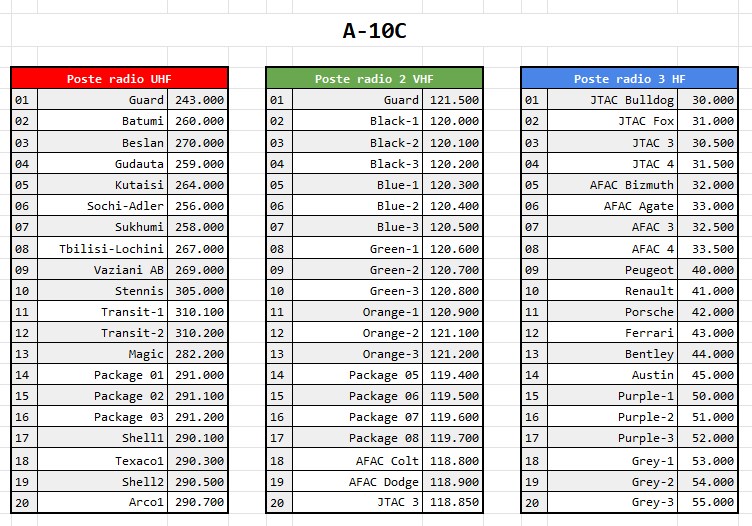 A-10C
Poste radio UHF
01 Guard 243.000
02 Batumi 260.000
03 Beslan 270.000
04 Gudauta 259.000
05 Kutaisi 264.000
06 Sochi-Adler 256.000
07 Sukhumi 258.000
08 Tbilisi-Lochini 267.000
09 Vaziani AB 269.000
10 Stennis 305.000
11 Transit-1 310.100
12 Transit-2 310.200
13 Magic 282.200
14 Package 01 291.000
15 Package 02 291.100
16 Package 03 291.200
17 Shell1 290.100
18 Texaco1 290.300
19 Shell2 290.500
20 Arco1 290.700
Poste radio 2 VHF
01 Guard 121.500
02 Black-1 120.000
03 Black-2 120.100
04 Black-3 120.200
05 Blue-1 120.300
06 Blue-2 120.400
07 Blue-3 120.500
08 Green-1 120.600
09 Green-2 120.700
10 Green-3 120.800
11 Orange-1 120.900
12 Orange-2 121.100
13 Orange-3 121.200
14 Package 05 119.400
15 Package 06 119.500
16 Package 07 119.600
17 Package 08 119.700
18 AFAC Colt 118.800
19 AFAC Dodge 118.900
20 JTAC 3 118.850
Poste radio 3 HF
01 JTAC Bulldog 30.000
02 JTAC Fox 31.000
03 JTAC 3 30.500
04 JTAC 4 31.500
05 AFAC Bizmuth 32.000
06 AFAC Agate 33.000
07 AFAC 3 32.500
08 AFAC 4 33.500
09 Peugeot 40.000
10 Renault 41.000
11 Porsche 42.000
12 Ferrari 43.000
13 Bentley 44.000
14 Austin 45.000
15 Purple-1 50.000
16 Purple-2 51.000
17 Purple-3 52.000
18 Grey-1 53.000
19 Grey-2 54.000
20 Grey-3 55.000